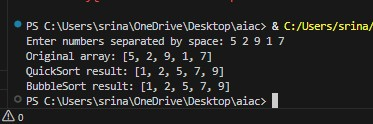 PS C:\Users\srina\OneDrive\Desktop\aiac> & C:/Users/srina/
Enter numbers separated by space: 5 2 9 1 7
Original array: [5, 2, 9, 1, 7]
QuickSort result: [1, 2, 5, 7, 9]
BubbleSort result: [1, 2, 5, 7, 9]
PS C:\Users\srina\OneDrive\Desktop\aiac>
0